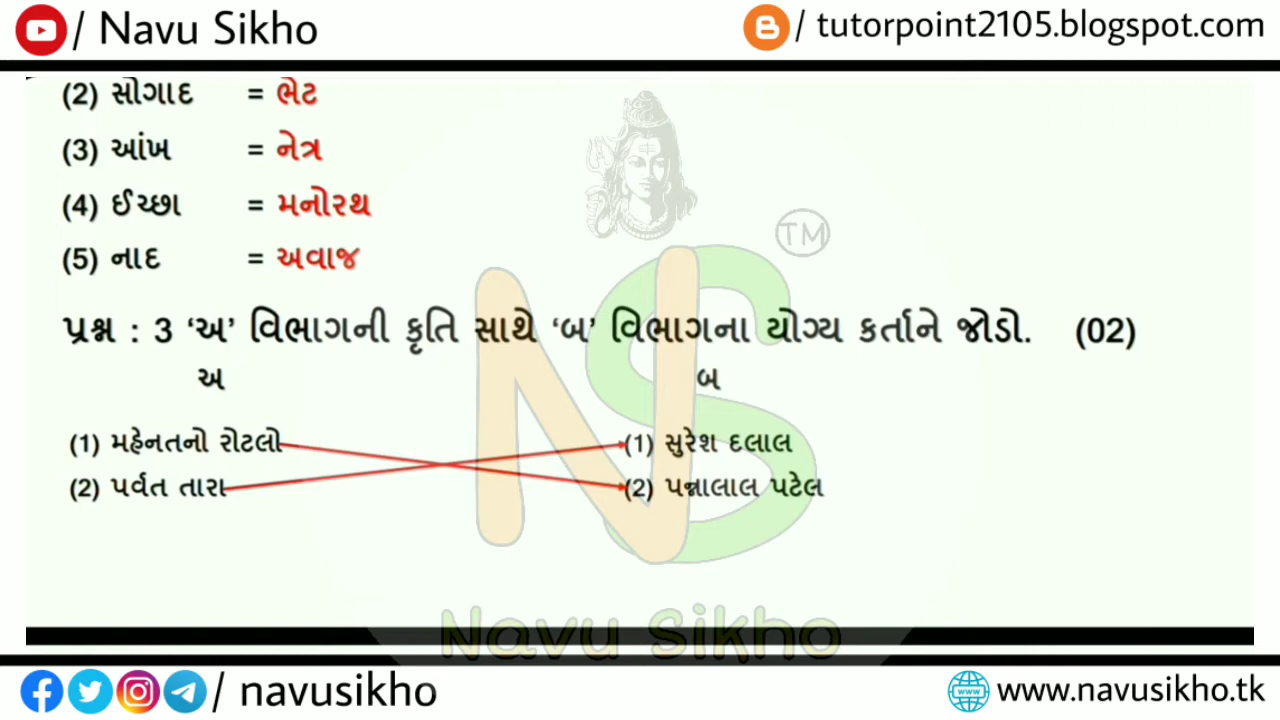 / Navu Sikho
/ tutorpoint2105.blogspot.com
(2) સોગાદ = ભેટ
(3) આંખ = નેત્ર
(4) ઈચ્છા = મનોરથ
(5) નાદ = અવાજ
TM
પ્રશ્ન : 3 ‘અ’ વિભાગની કૃતિ સાથે ‘બ’ વિભાગના યોગ્ય કર્તાને જોડો. (02)
અ બ
(1) મહેનતનો રોટલો (1) સુરેશ દલાલ
(2) પર્વત તારા (2) પન્નાલાલ પટેલ
NS
Navu Sikho
/ navusikho
www.navusikho.tk